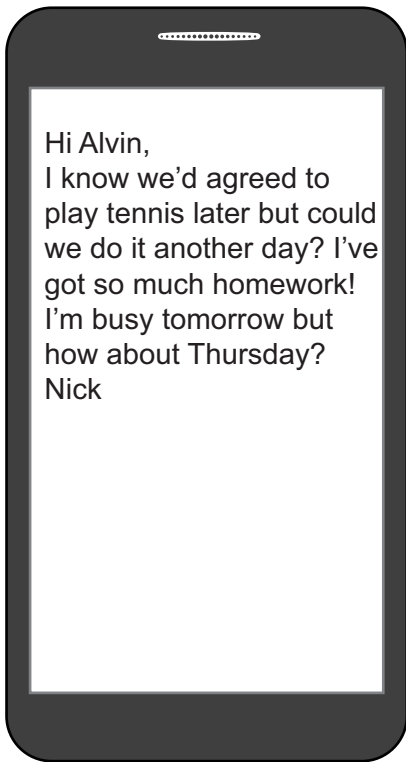 Hi Alvin,
I know we’d agreed to
play tennis later but could
we do it another day? I’ve
got so much homework!
I’m busy tomorrow but
how about Thursday?
Nick